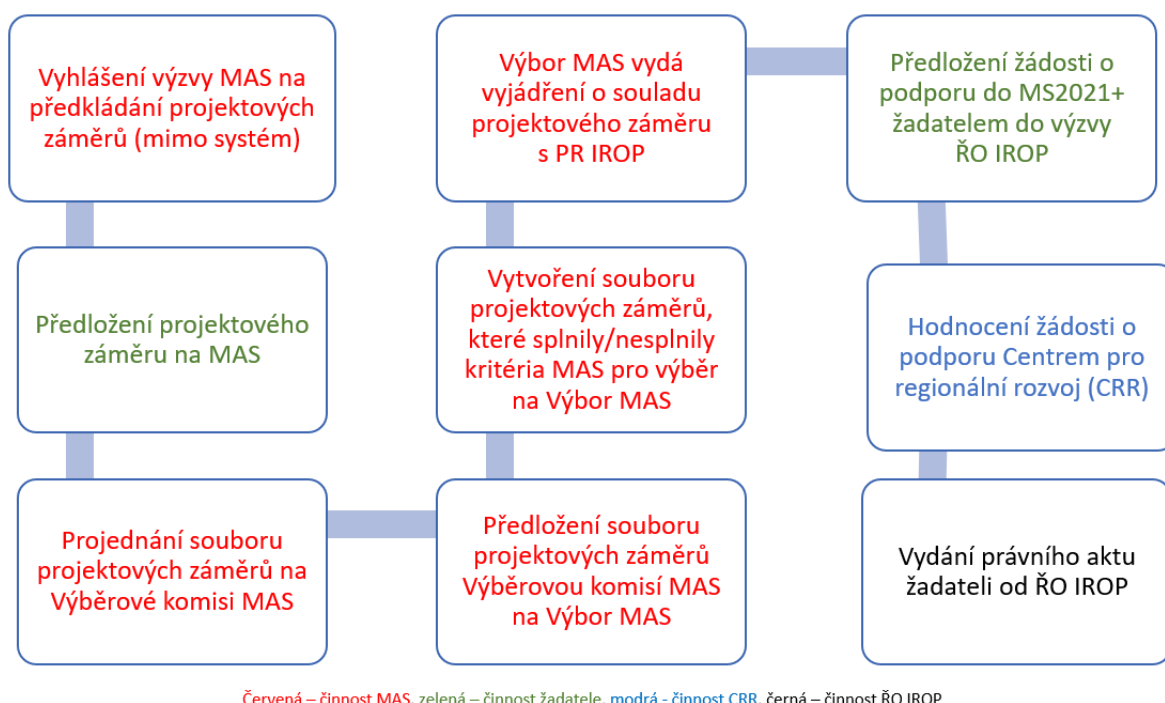 Vyhlášení výzvy MAS na
předkládání projektových
záměrů (mimo systém)
Předložení projektového
záměru na MAS
Projednání souboru
projektových záměrů na
Výběrové komisi MAS
Předložení souboru
projektových záměrů
Výběrovou komisí MAS
na Výbor MAS
Vytvoření souboru
projektových záměrů,
které splnily/nesplnily
kritéria MAS pro výběr
na Výbor MAS
Výbor MAS vydá
vyjádření o souladu
projektového záměru
s PR IROP
Předložení žádosti o
podporu do MS2021+
žadatelem do výzvy
ŘO IROP
Hodnocení žádosti o
podporu Centrem pro
regionální rozvoj (CRR)
Vydání právního aktu
žadateli od ŘO IROP
Červená – činnost MAS, zelená – činnost žadatele, modrá - činnost CRR, černá – činnost ŘO IROP